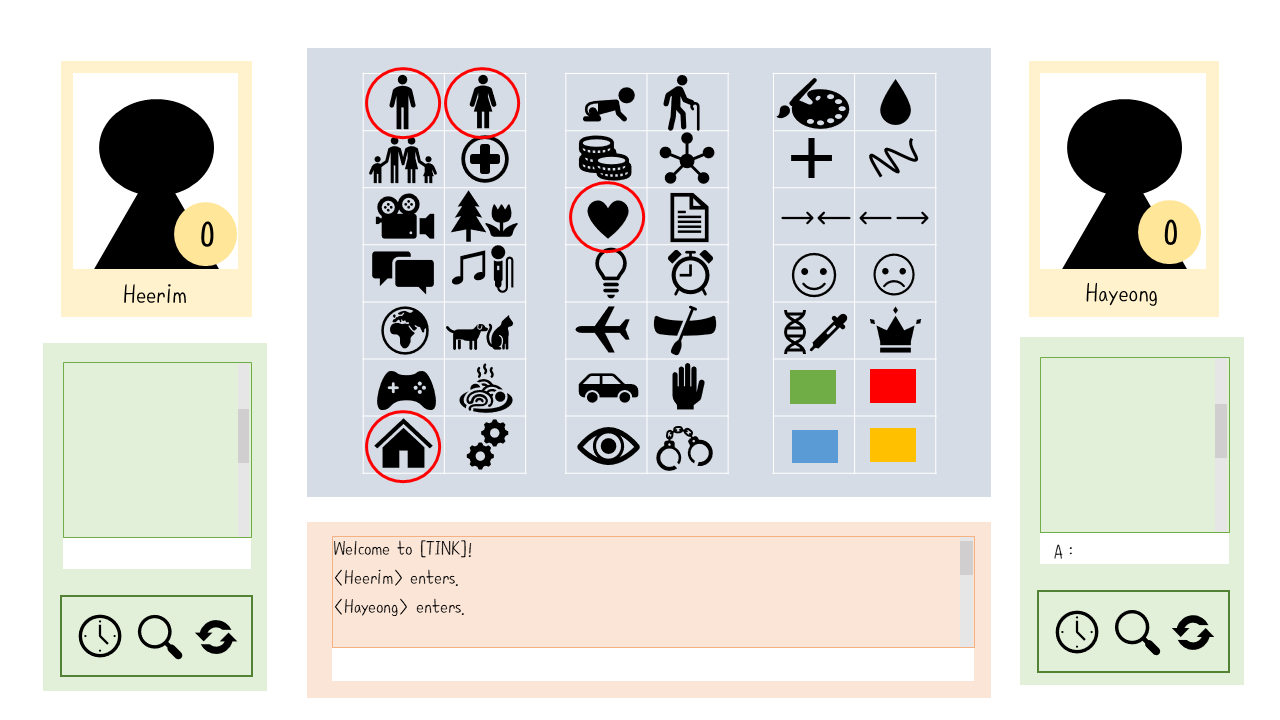 0
Heerim
0
Hayeong
Welcome to [TINK]!
<Heerim> enters.
<Hayeong> enters.
A :